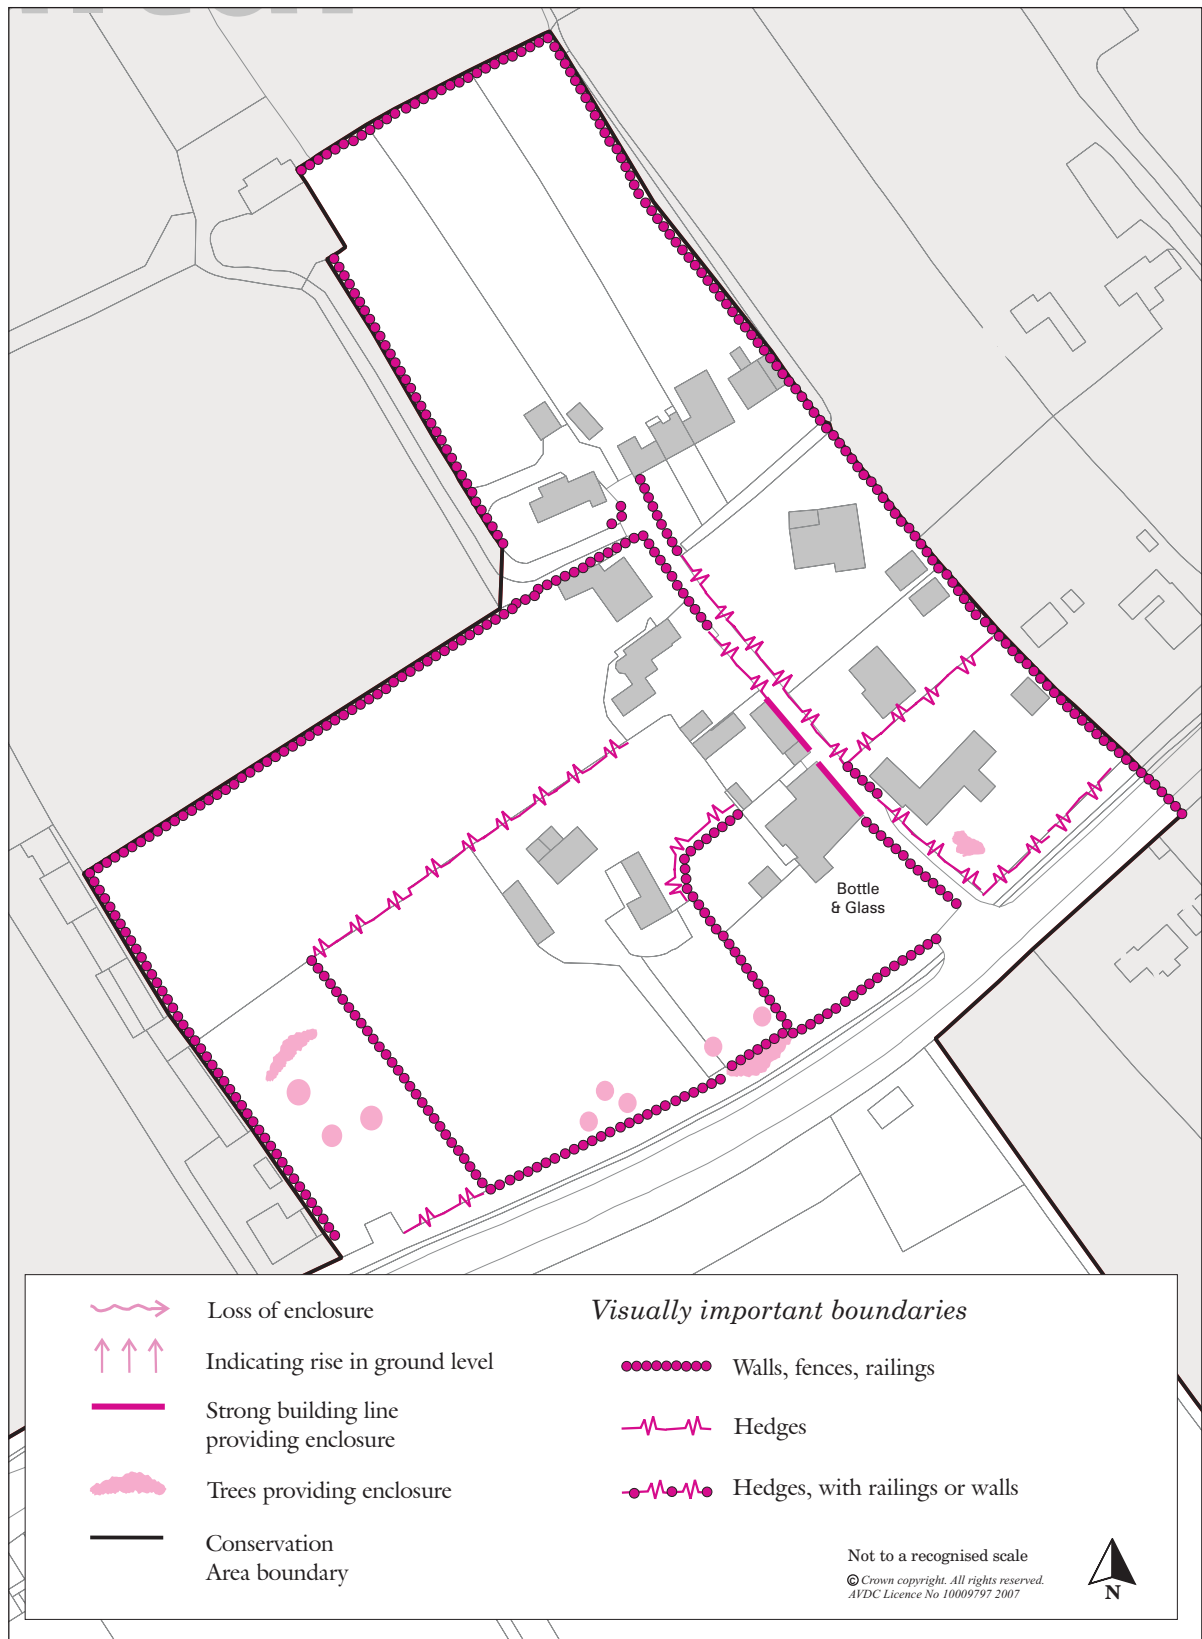 Bottle
& Glass
Loss of enclosure
Indicating rise in ground level
Strong building line
providing enclosure
Trees providing enclosure
Conservation
Area boundary
Visually important boundaries
Walls, fences, railings
Hedges
Hedges, with railings or walls
Not to a recognised scale
© Crown copyright. All rights reserved.
AVDC Licence No 10009797 2007
N